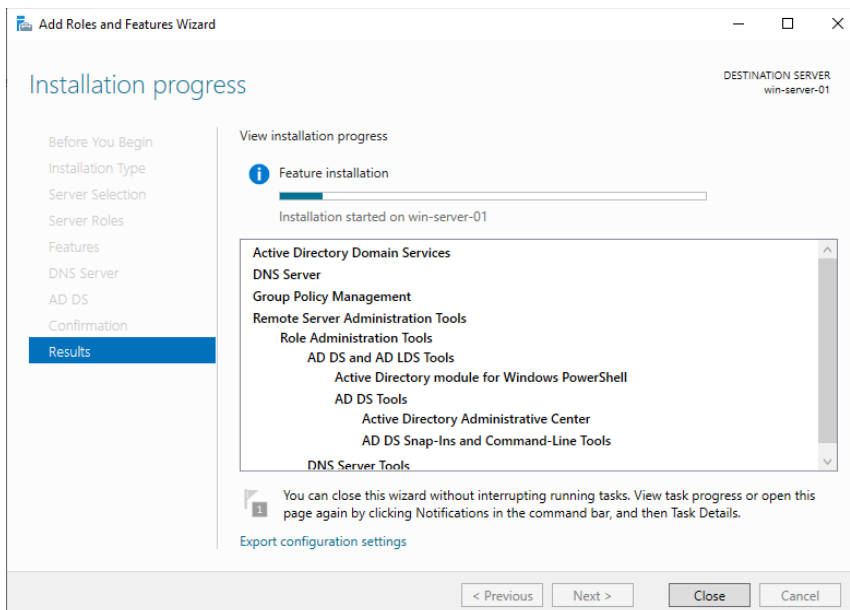 Add Roles and Features Wizard
Installation progress
DESTINATION SERVER
win-server-01
Before You Begin
Installation Type
Server Selection
Server Roles
Features
DNS Server
AD DS
Confirmation
Results
View installation progress
Feature installation
Installation started on win-server-01
Active Directory Domain Services
DNS Server
Group Policy Management
Remote Server Administration Tools
Role Administration Tools
AD DS and AD LDS Tools
Active Directory module for Windows PowerShell
AD DS Tools
Active Directory Administrative Center
AD DS Snap-Ins and Command-Line Tools
DNS Server Tools
1
You can close this wizard without interrupting running tasks. View task progress or open this
page again by clicking Notifications in the command bar, and then Task Details.
Export configuration settings
< Previous
Next >
Close
Cancel